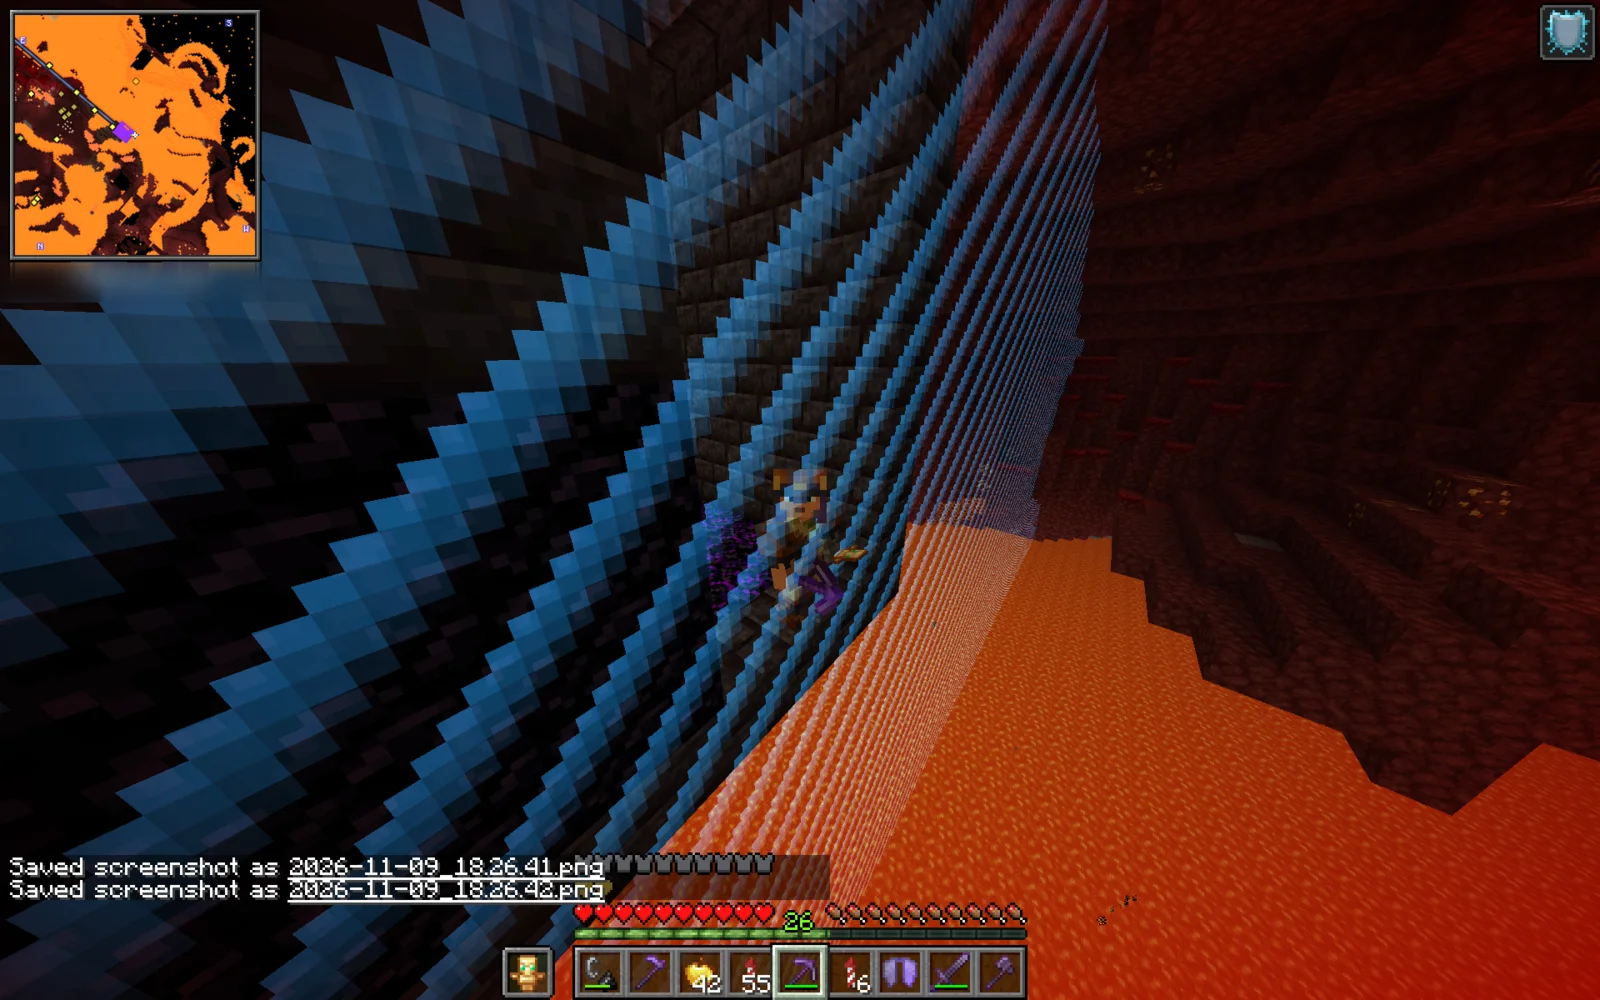 S
E
W
N
Saved screenshot as 2026-11-09_18.26.41.png
Saved screenshot as 2026-11-09_18.26.42.png
26
42
55
6